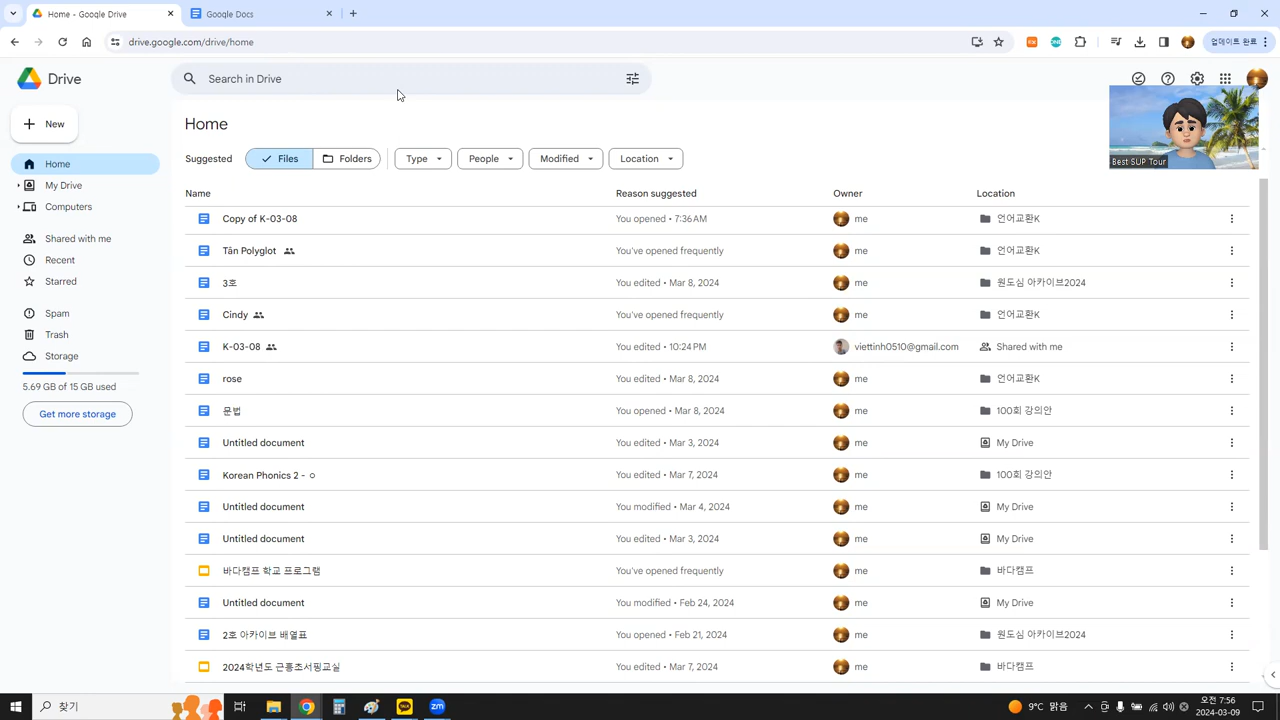 Home - Google Drive
Google Docs
drive.google.com/drive/home
업데이트 완료
Drive
Search in Drive
New
Home
My Drive
Computers
Shared with me
Recent
Starred
Spam
Trash
Storage
5.69 GB of 15 GB used
Get more storage
Best SUP Tour
Home
Suggested Files Folders Type People Modified Location
Name Reason suggested Owner Location
Copy of K-03-08 You opened • 7:36 AM me 언어교환K
Tân Polyglot You've opened frequently me 언어교환K
3호 You edited • Mar 8, 2024 me 원도심 아카이브2024
Cindy You've opened frequently me 언어교환K
K-03-08 You edited • 10:24 PM viettinh0510@gmail.com Shared with me
rose You edited • Mar 8, 2024 me 언어교환K
문법 You opened • Mar 8, 2024 me 100회 강의안
Untitled document You edited • Mar 3, 2024 me My Drive
Korean Phonics 2 - ㅇ You edited • Mar 7, 2024 me 100회 강의안
Untitled document You modified • Mar 4, 2024 me My Drive
Untitled document You edited • Mar 3, 2024 me My Drive
바다캠프 학교 프로그램 You've opened frequently me 바다캠프
Untitled document You modified • Feb 24, 2024 me My Drive
2호 아카이브 배열표 You opened • Feb 21, 2024 me 원도심 아카이브2024
2024학년도 근흥초서핑교실 You edited • Mar 7, 2024 me 바다캠프
찾기
9°C 맑음
오전 7:56
2024-03-09